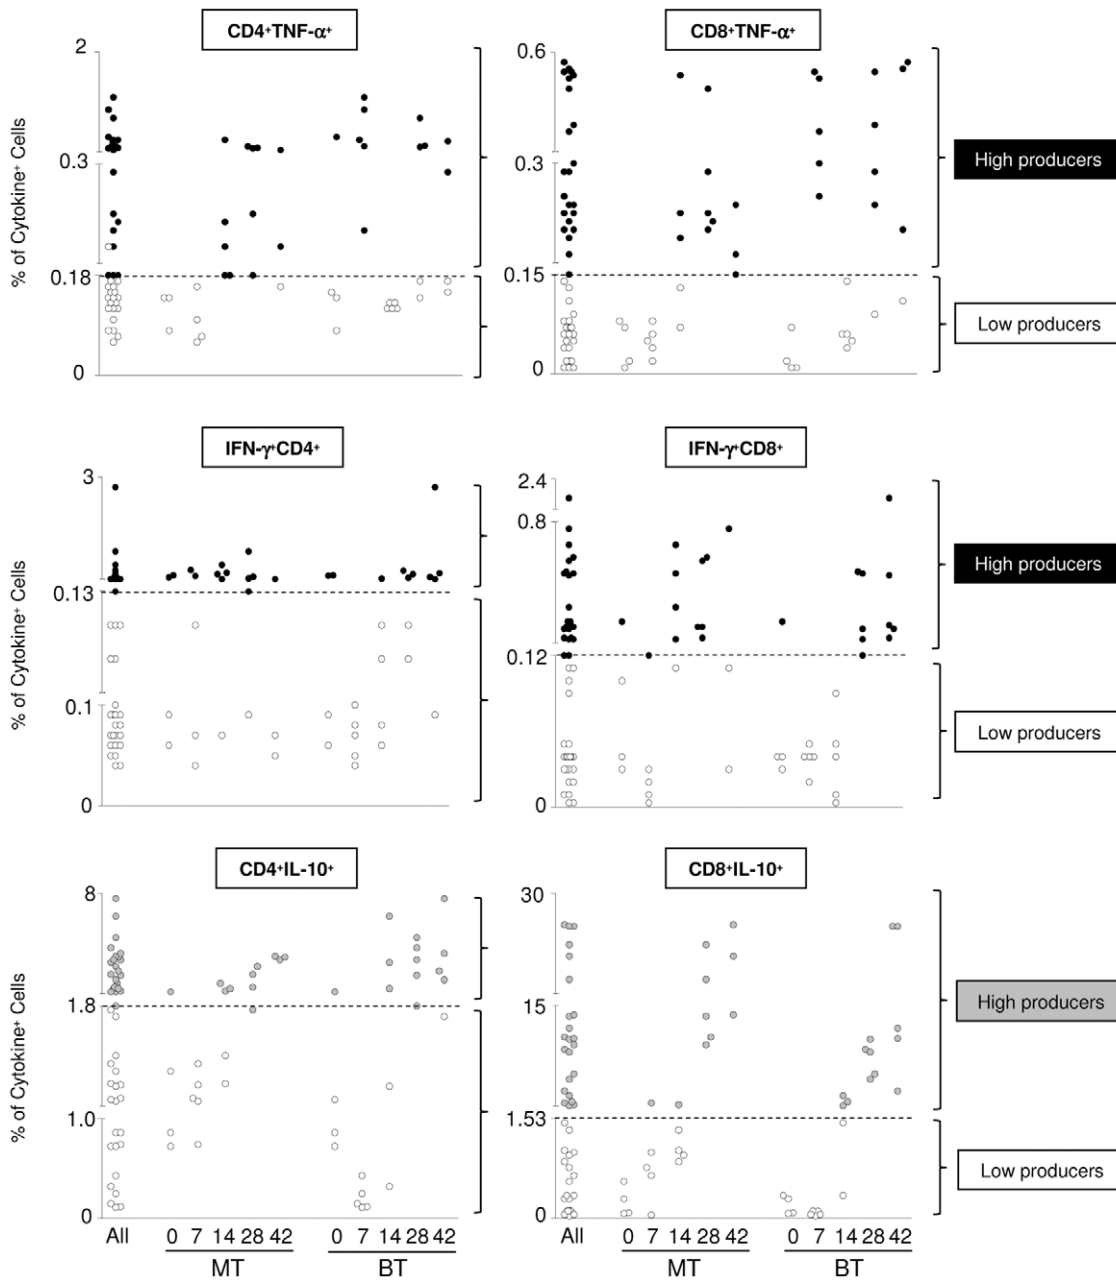 CD4⁺TNF-α⁺
CD8⁺TNF-α⁺
% of Cytokine⁺ Cells
2
0.3
0.18
0
0.6
0.3
0.15
0
High producers
Low producers
IFN-γ⁺CD4⁺
IFN-γ⁺CD8⁺
% of Cytokine⁺ Cells
3
0.13
0.1
0
2.4
0.8
0.12
0
High producers
Low producers
CD4⁺IL-10⁺
CD8⁺IL-10⁺
% of Cytokine⁺ Cells
8
1.8
1.0
0
30
15
1.53
0
High producers
Low producers
All 0 7 14 28 42 0 7 14 28 42
MT BT
All 0 7 14 28 42 0 7 14 28 42
MT BT